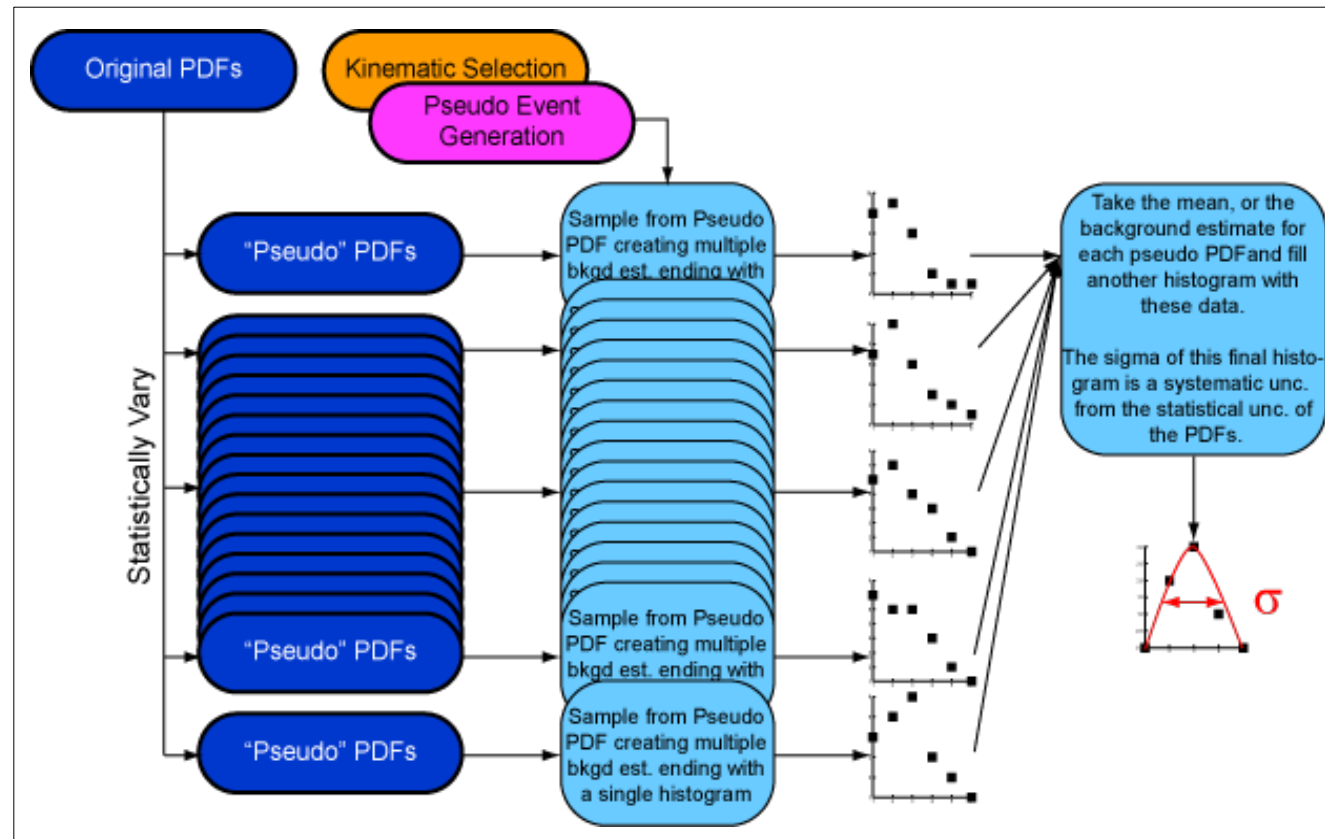 Original PDFs
Kinematic Selection
Pseudo Event
Generation
Statistically Vary
“Pseudo” PDFs
Sample from Pseudo
PDF creating multiple
bkgd est. ending with
“Pseudo” PDFs
Sample from Pseudo
PDF creating multiple
bkgd est. ending with
“Pseudo” PDFs
Sample from Pseudo
PDF creating multiple
bkgd est. ending with
a single histogram
Take the mean, or the
background estimate for
each pseudo PDFand fill
another histogram with
these data.
The sigma of this final histo-
gram is a systematic unc.
from the statistical unc. of
the PDFs.
σ